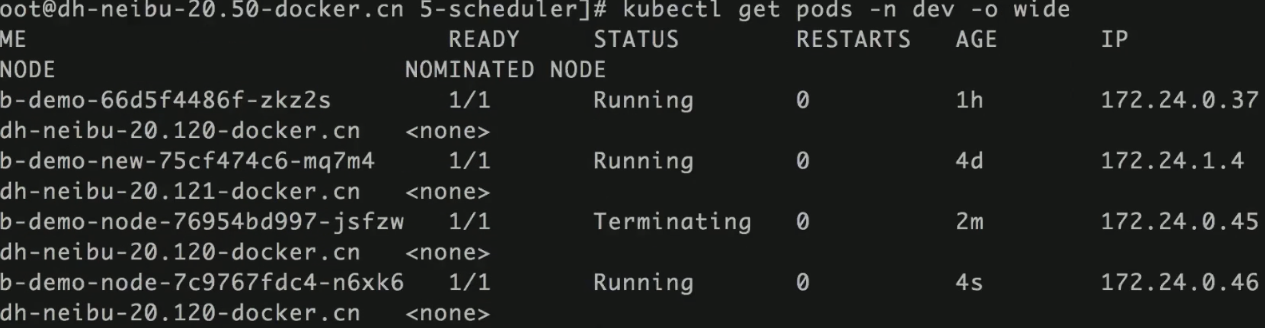 oot@dh-neibu-20.50-docker.cn 5-scheduler]# kubectl get pods -n dev -o wide
ME                              READY     STATUS        RESTARTS   AGE       IP
NODE                         NOMINATED NODE
b-demo-66d5f4486f-zkz2s         1/1       Running       0          1h        172.24.0.37
dh-neibu-20.120-docker.cn    <none>
b-demo-new-75cf474c6-mq7m4      1/1       Running       0          4d        172.24.1.4
dh-neibu-20.121-docker.cn    <none>
b-demo-node-76954bd997-jsfzw    1/1       Terminating   0          2m        172.24.0.45
dh-neibu-20.120-docker.cn    <none>
b-demo-node-7c9767fdc4-n6xk6    1/1       Running       0          4s        172.24.0.46
dh-neibu-20.120-docker.cn    <none>